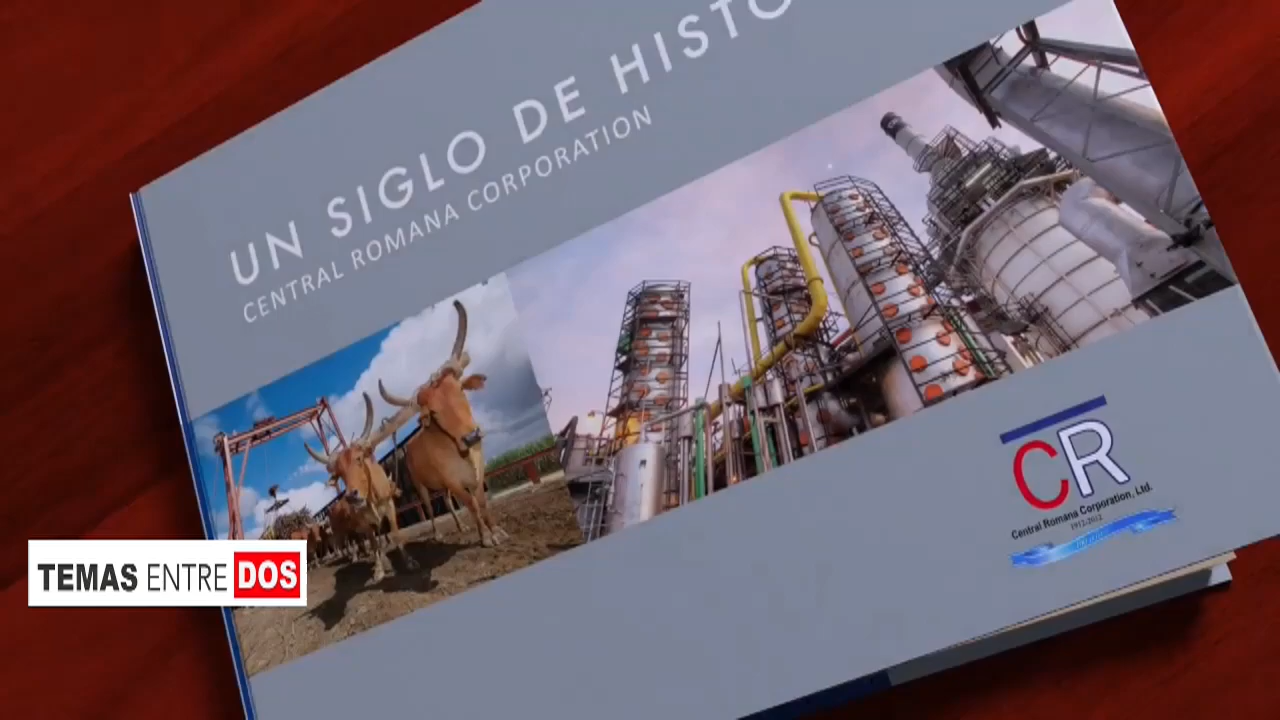 UN SIGLO DE HISTO
CENTRAL ROMANA CORPORATION
CR
Central Romana Corporation, Ltd.
1912-2012
TEMAS ENTRE DOS